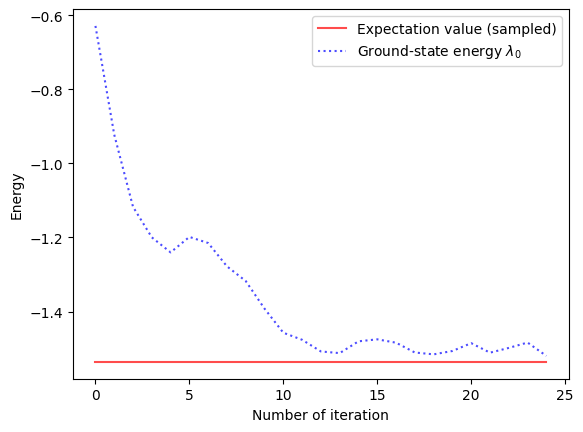 Expectation value (sampled)
Ground-state energy λ₀
Energy
−0.6
−0.8
−1.0
−1.2
−1.4
0
5
10
15
20
25
Number of iteration